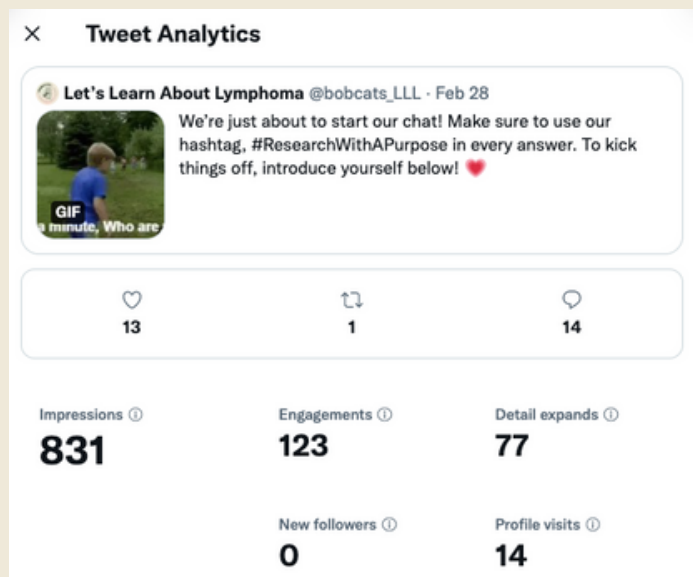 Tweet Analytics
Let's Learn About Lymphoma @bobcats_LLL · Feb 28
We're just about to start our chat! Make sure to use our
hashtag, #ResearchWithAPurpose in every answer. To kick
things off, introduce yourself below! ❤️
GIF
a minute, Who are
13
1
14
Impressions
Engagements
Detail expands
831
123
77
New followers
Profile visits
0
14